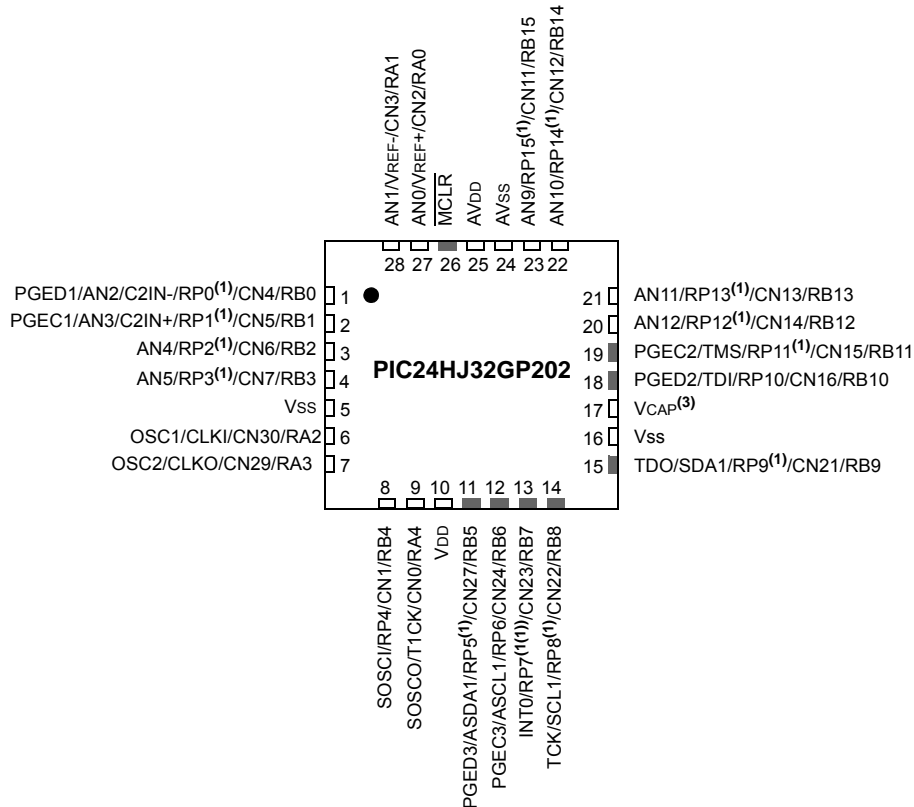 AN1/VREF-/CN3/RA1
AN0/VREF+/CN2/RA0
MCLR
AVDD
AVSS
AN9/RP15(1)/CN11/RB15
AN10/RP14(1)/CN12/RB14
28 27 26 25 24 23 22
PGED1/AN2/C2IN-/RP0(1)/CN4/RB0 1
PGEC1/AN3/C2IN+/RP1(1)/CN5/RB1 2
AN4/RP2(1)/CN6/RB2 3
AN5/RP3(1)/CN7/RB3 4
VSS 5
OSC1/CLKI/CN30/RA2 6
OSC2/CLKO/CN29/RA3 7
PIC24HJ32GP202
21 AN11/RP13(1)/CN13/RB13
20 AN12/RP12(1)/CN14/RB12
19 PGEC2/TMS/RP11(1)/CN15/RB11
18 PGED2/TDI/RP10/CN16/RB10
17 VCAP(3)
16 Vss
15 TDO/SDA1/RP9(1)/CN21/RB9
8 9 10 11 12 13 14
SOSCI/RP4/CN1/RB4
SOSCO/T1CK/CN0/RA4
VDD
PGED3/ASDA1/RP5(1)/CN27/RB5
PGEC3/ASCL1/RP6/CN24/RB6
INT0/RP7(1(1))/CN23/RB7
TCK/SCL1/RP8(1)/CN22/RB8